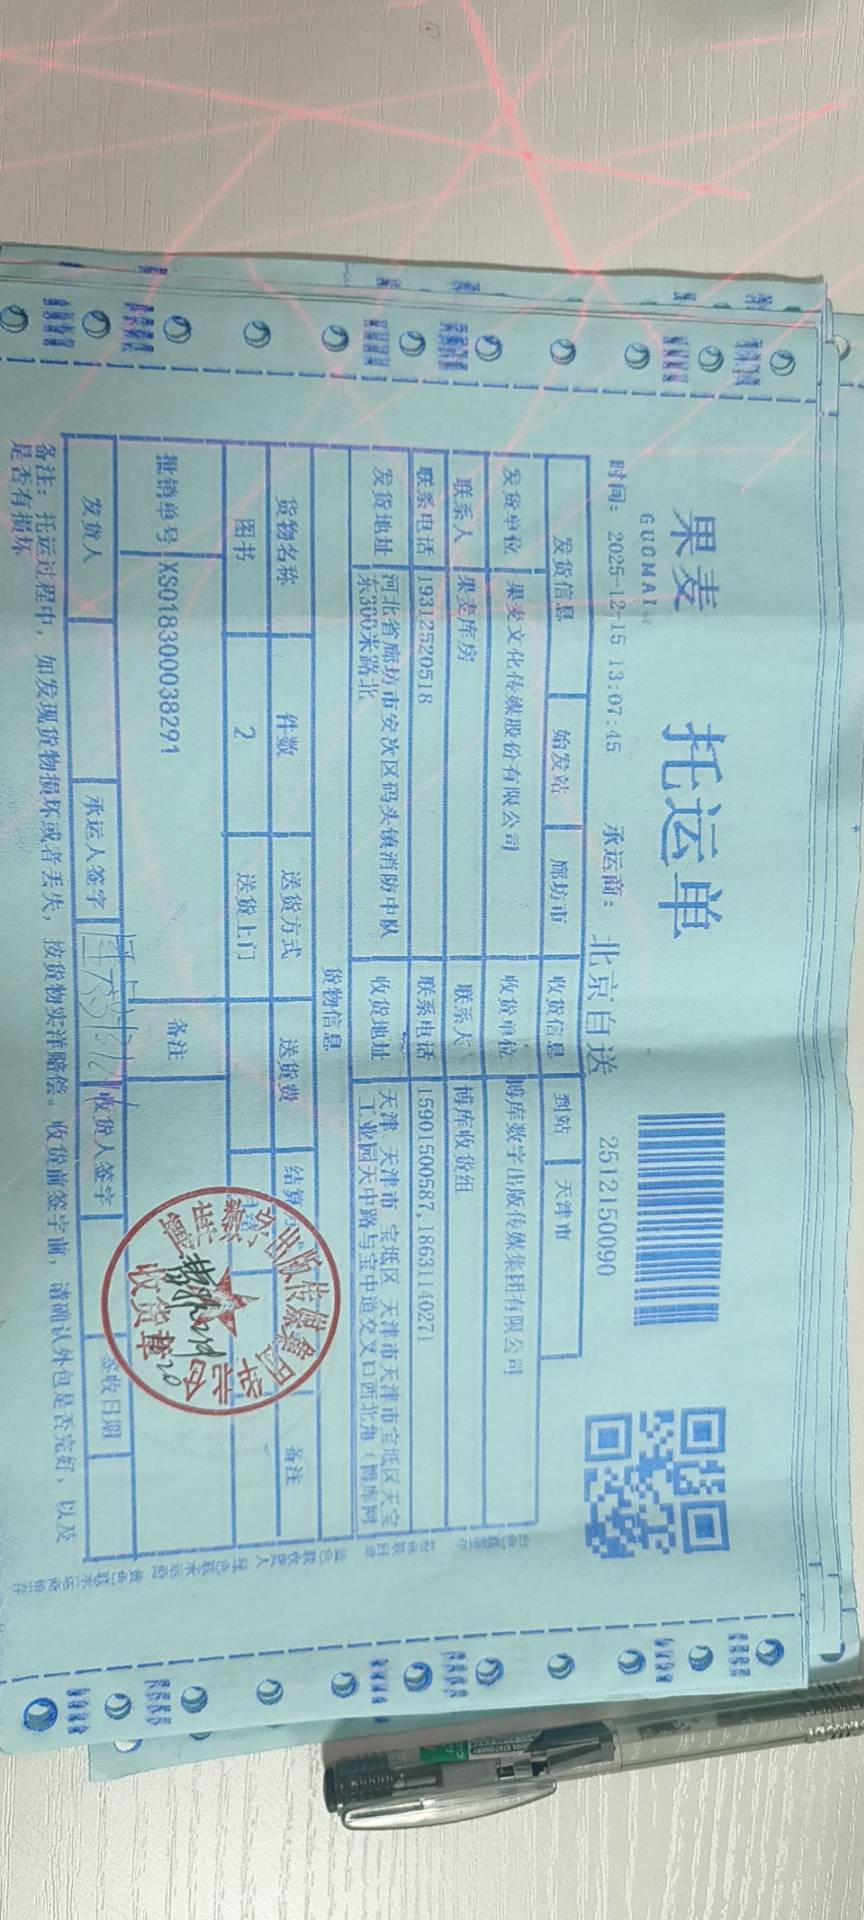 果麦
GUOMAI
托运单
时间: 2025-12-15 13:07:45 承运商: 北京自送 2512150090
发货信息 始发站 廊坊市 收货信息 到站 天津市
发货单位 果麦文化传媒股份有限公司 收货单位 博库数字出版传媒集团有限公司
联系人 果麦库房 联系人 博库收货组
联系电话 19312520518 联系电话 15901500587,18631140271
发货地址 河北省廊坊市安次区码头镇消防中队 收货地址 天津 天津市 宝坻区 天津市天津市宝坻区天宝
东300米路北 工业园天中路与宝中道交叉口西北角（博库网
货物信息
货物名称 件数 送货方式 送货费 结算 备注
图书 2 送货上门
批销单号 XS018300038291 备注
发货人 承运人签字 收货人签字 签收日期
备注: 托运过程中, 如发现货物损坏或者丢失, 按货物实洋赔偿。收货前签字前, 请确认外包是否完好, 以及
是否有损坏
出版传媒集团
华北仓
收货章